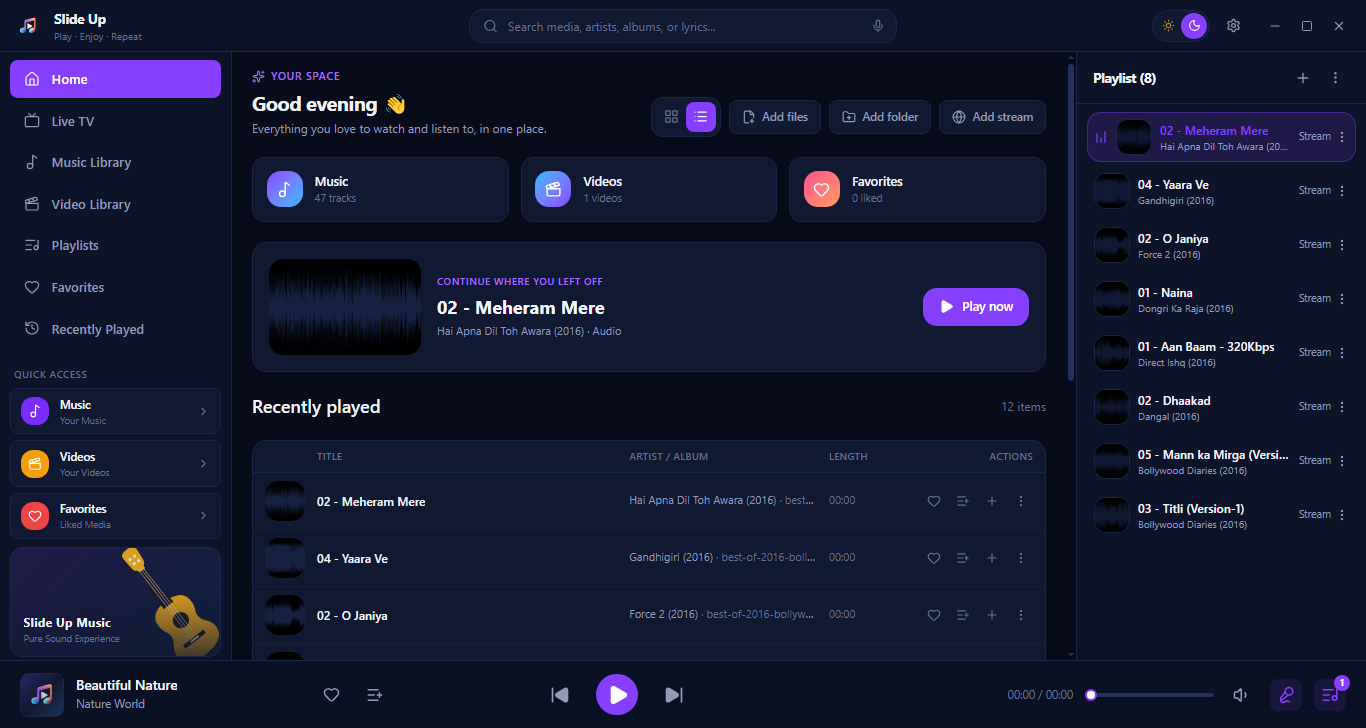 Slide Up
Play · Enjoy · Repeat
Search media, artists, albums, or lyrics...
Home
Live TV
Music Library
Video Library
Playlists
Favorites
Recently Played
QUICK ACCESS
Music
Your Music
Videos
Your Videos
Favorites
Liked Media
Slide Up Music
Pure Sound Experience
YOUR SPACE
Good evening 👋
Everything you love to watch and listen to, in one place.
Add files
Add folder
Add stream
Music
47 tracks
Videos
1 videos
Favorites
0 liked
CONTINUE WHERE YOU LEFT OFF
02 - Meheram Mere
Hai Apna Dil Toh Awara (2016) · Audio
Play now
Recently played
12 items
TITLE ARTIST / ALBUM LENGTH ACTIONS
02 - Meheram Mere Hai Apna Dil Toh Awara (2016) · best... 00:00
04 - Yaara Ve Gandhigiri (2016) · best-of-2016-boll... 00:00
02 - O Janiya Force 2 (2016) · best-of-2016-bollyw... 00:00
Playlist (8)
02 - Meheram Mere Stream
Hai Apna Dil Toh Awara (20...
04 - Yaara Ve Stream
Gandhigiri (2016)
02 - O Janiya Stream
Force 2 (2016)
01 - Naina Stream
Dongri Ka Raja (2016)
01 - Aan Baam - 320Kbps Stream
Direct Ishq (2016)
02 - Dhaakad Stream
Dangal (2016)
05 - Mann ka Mirga (Versi... Stream
Bollywood Diaries (2016)
03 - Titli (Version-1) Stream
Bollywood Diaries (2016)
Beautiful Nature
Nature World
00:00 / 00:00
1